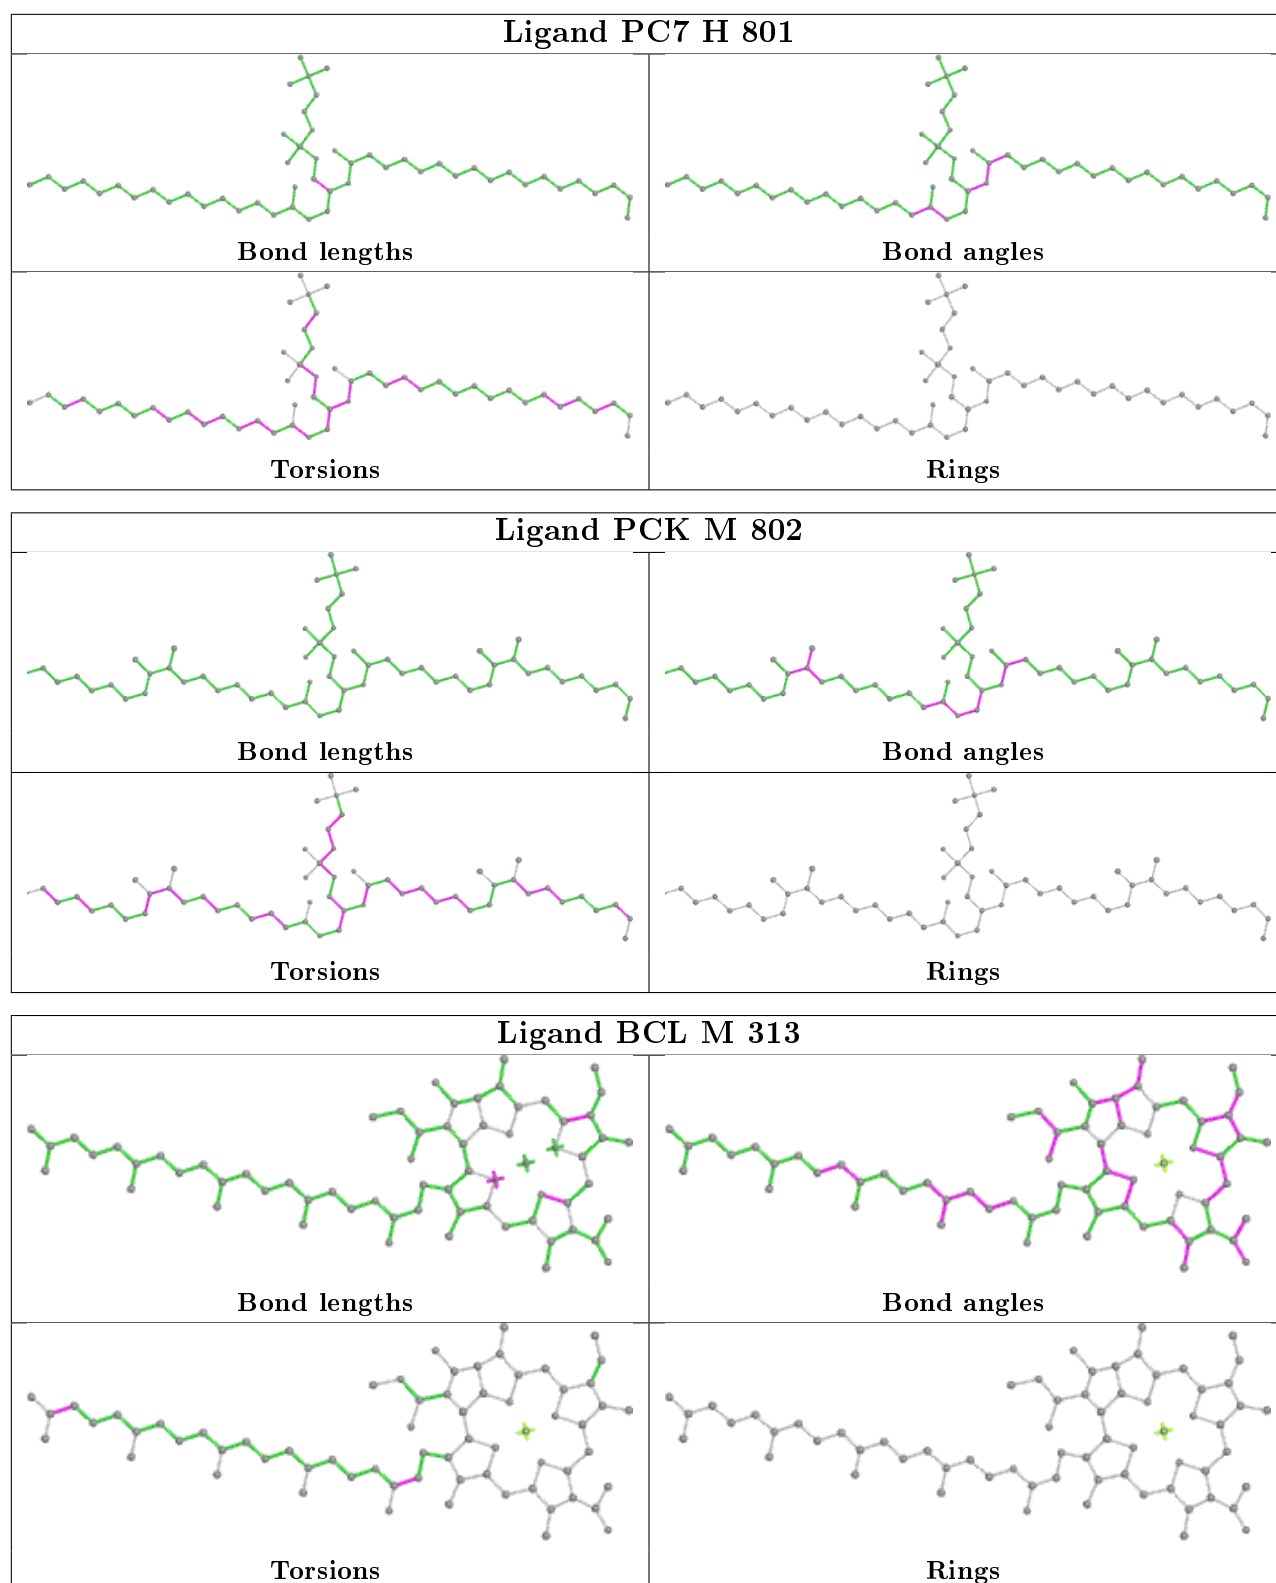 Ligand PC7 H 801
Bond lengths
Bond angles
Torsions
Rings
Ligand PCK M 802
Bond lengths
Bond angles
Torsions
Rings
Ligand BCL M 313
Bond lengths
Bond angles
Torsions
Rings